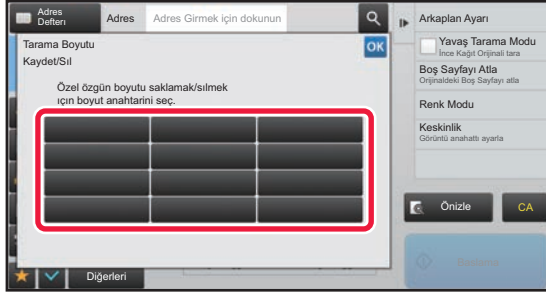 Adres
Defteri
Adres
Adres Girmek için dokunun
Tarama Boyutu
Kaydet/Sil
OK
Özel özgün boyutu saklamak/silmek
için boyut anahtarini seç.
Diğerleri
Arkaplan Ayarı
Yavaş Tarama Modu
İnce Kağıt Orijinali tara
Boş Sayfayı Atla
Orijinaldeki Boş Sayfayı atla
Renk Modu
Keskinlik
Görüntü anahattı ayarla
Önizle
CA